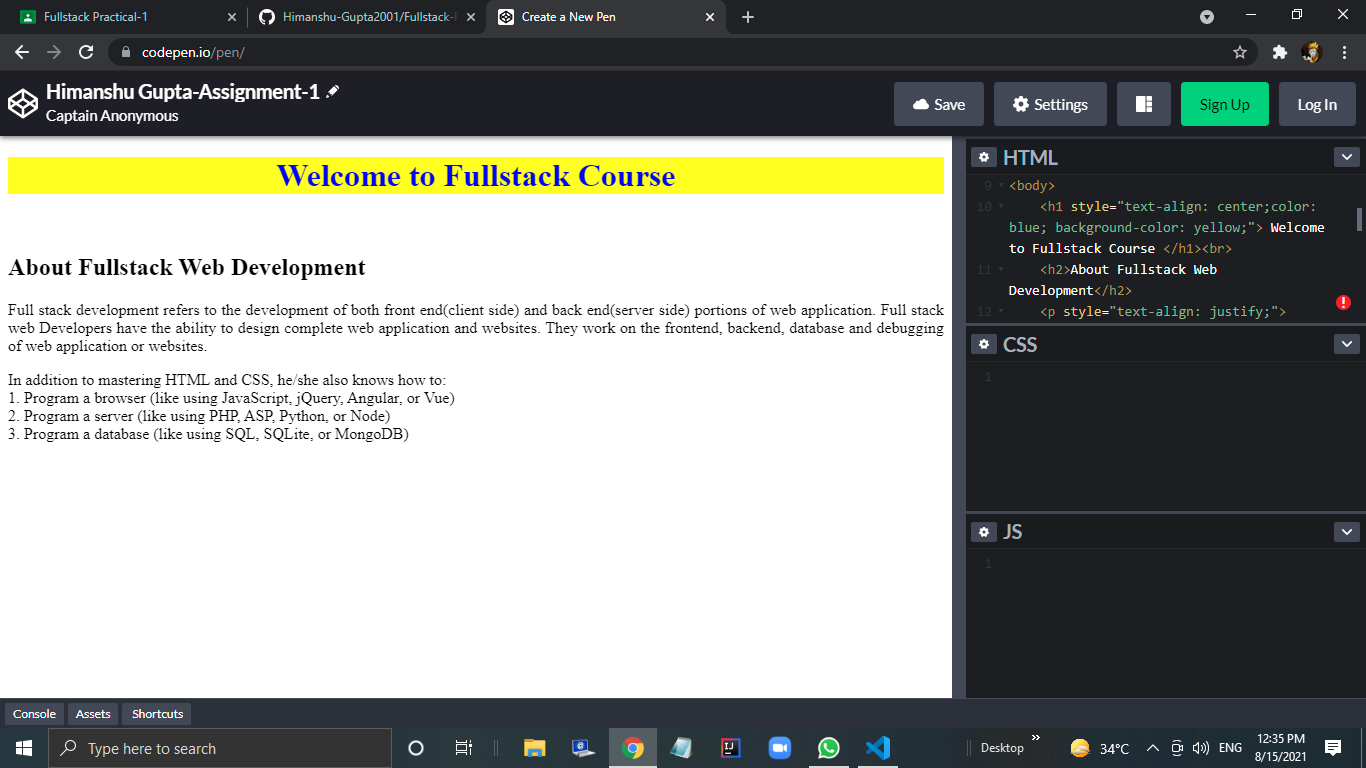 Fullstack Practical-1
Himanshu-Gupta2001/Fullstack-
Create a New Pen
codepen.io/pen/
Himanshu Gupta-Assignment-1
Captain Anonymous
Save
Settings
Sign Up
Log In
Welcome to Fullstack Course
About Fullstack Web Development
Full stack development refers to the development of both front end(client side) and back end(server side) portions of web application. Full stack
web Developers have the ability to design complete web application and websites. They work on the frontend, backend, database and debugging
of web application or websites.
In addition to mastering HTML and CSS, he/she also knows how to:
1. Program a browser (like using JavaScript, jQuery, Angular, or Vue)
2. Program a server (like using PHP, ASP, Python, or Node)
3. Program a database (like using SQL, SQLite, or MongoDB)
HTML
9 <body>
10 <h1 style="text-align: center;color:
blue; background-color: yellow;"> Welcome
to Fullstack Course </h1><br>
11 <h2>About Fullstack Web
Development</h2>
12 <p style="text-align: justify;">
CSS
1
JS
1
Console
Assets
Shortcuts
Type here to search
Desktop
34°C
ENG
12:35 PM
8/15/2021